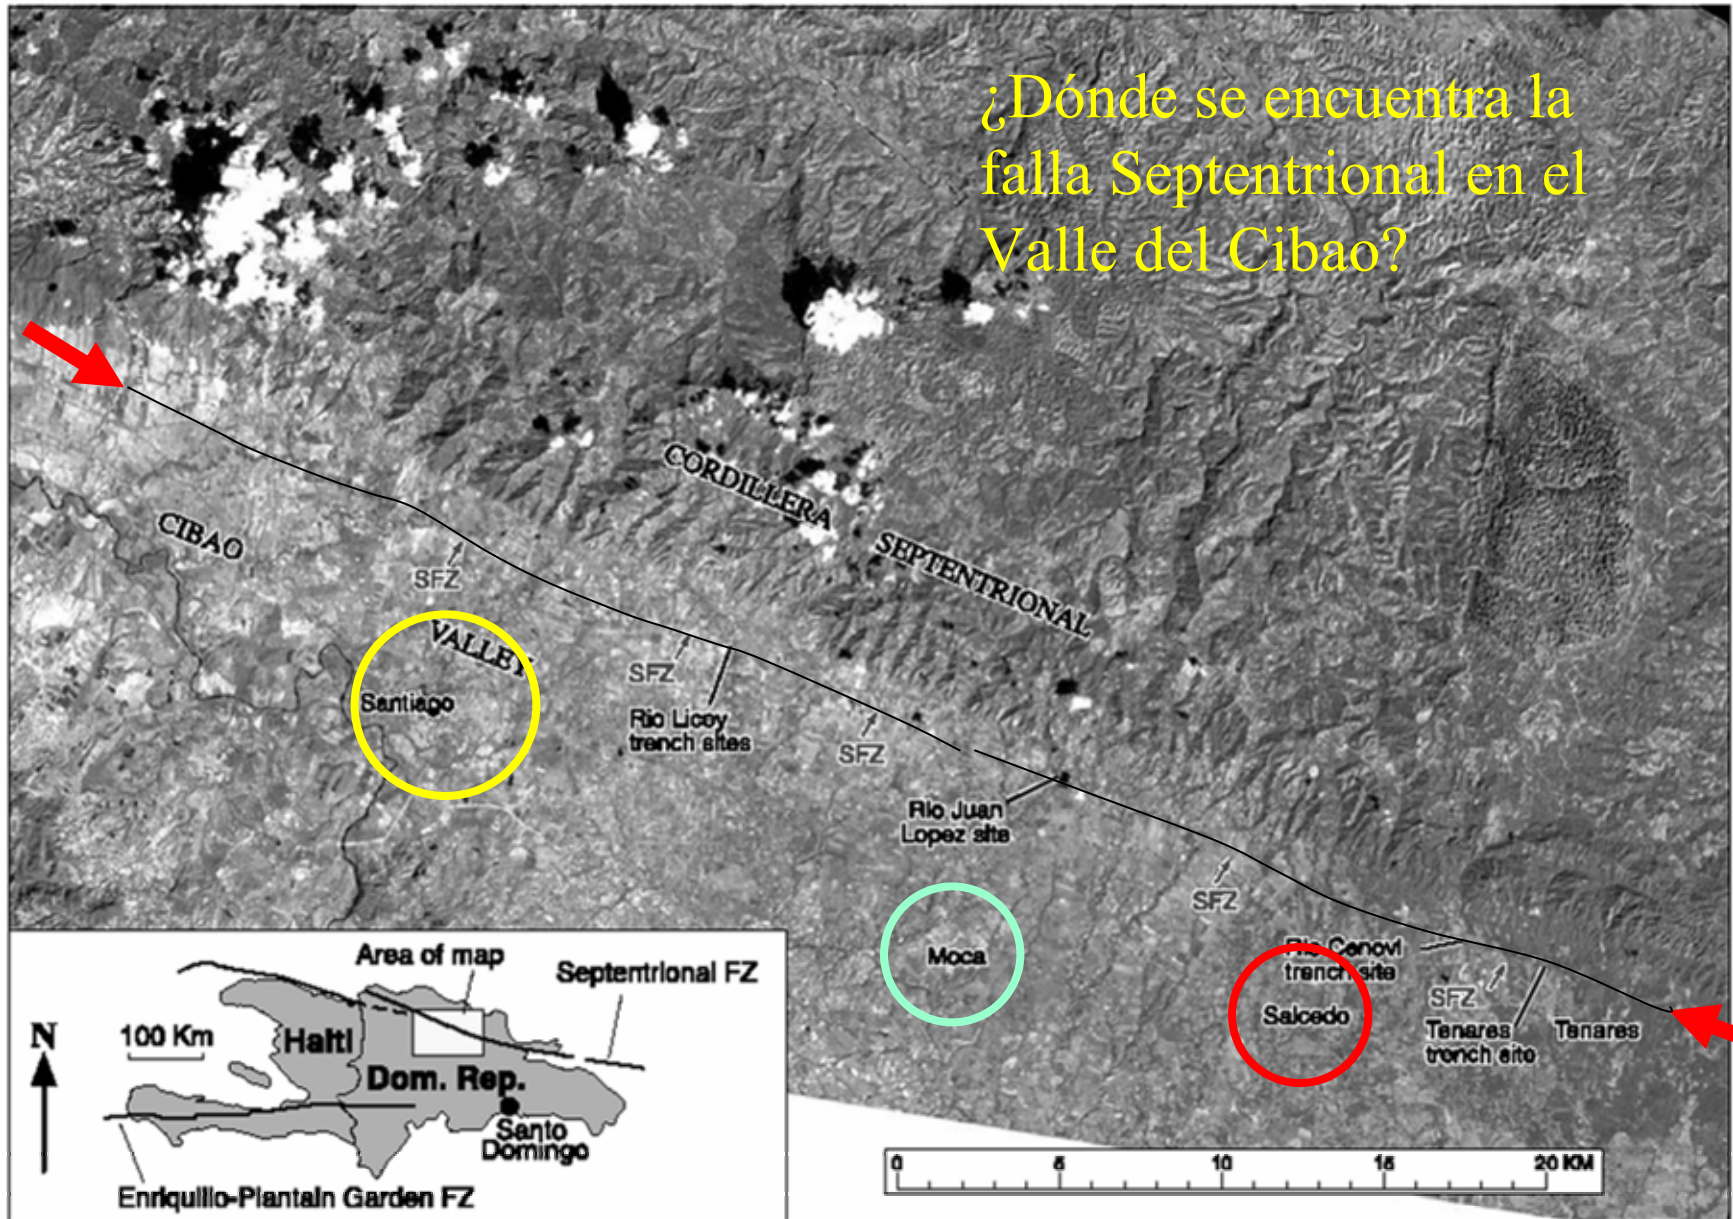 ¿Dónde se encuentra la
falla Septentrional en el
Valle del Cibao?
CORDILLERA
SEPTENTRIONAL
CIBAO
VALLEY
SFZ
Santiago
SFZ
Rio Licey
trench sites
SFZ
Rio Juan
Lopez site
SFZ
Moca
Rio Cenovi
trench site
Salcedo
SFZ
Tenares
trench site
Tenares
Area of map
Septentrional FZ
N
100 Km
Haiti
Dom. Rep.
Santo
Domingo
Enriquillo-Plantain Garden FZ
0 5 10 15 20 KM